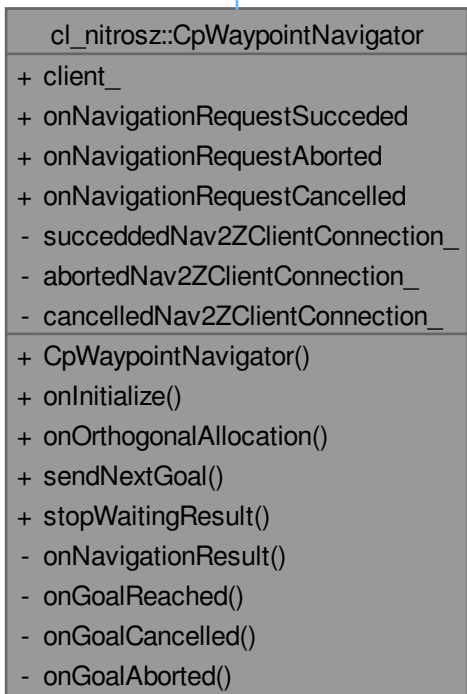 cl_nitrosz::CpWaypointNavigator
+ client_
+ onNavigationRequestSucceded
+ onNavigationRequestAborted
+ onNavigationRequestCancelled
- succeddedNav2ZClientConnection_
- abortedNav2ZClientConnection_
- cancelledNav2ZClientConnection_
+ CpWaypointNavigator()
+ onInitialize()
+ onOrthogonalAllocation()
+ sendNextGoal()
+ stopWaitingResult()
- onNavigationResult()
- onGoalReached()
- onGoalCancelled()
- onGoalAborted()